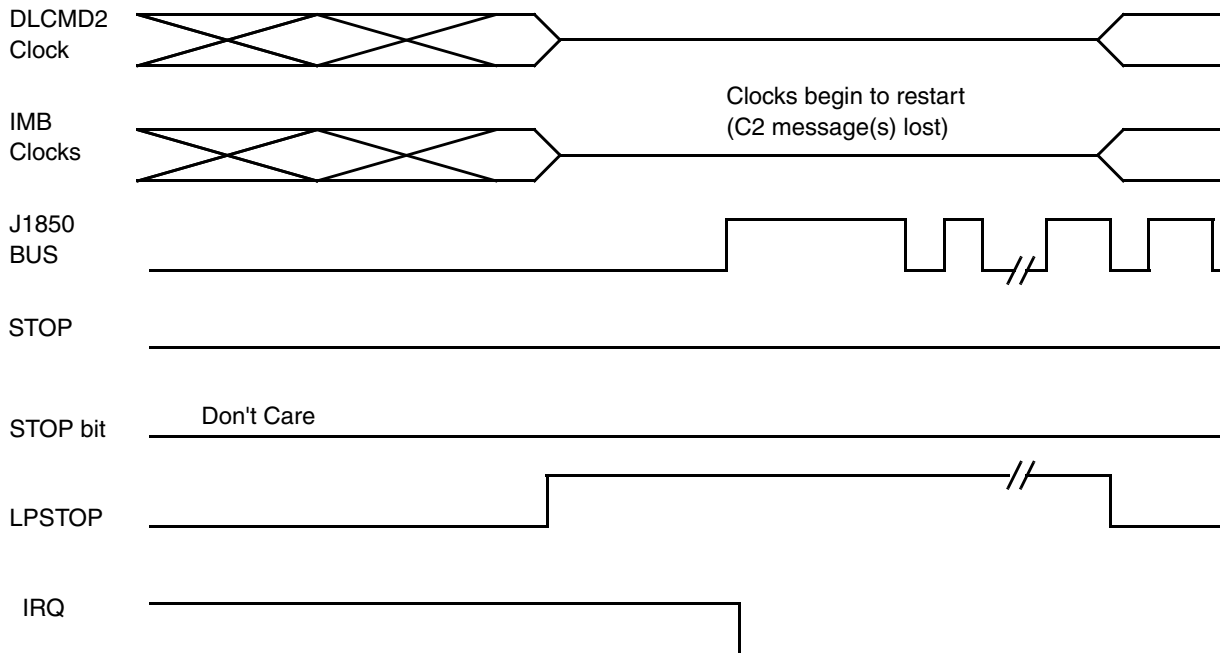 DLCMD2
Clock
Clocks begin to restart
(C2 message(s) lost)
IMB
Clocks
J1850
BUS
STOP
Don't Care
STOP bit
LPSTOP
IRQ